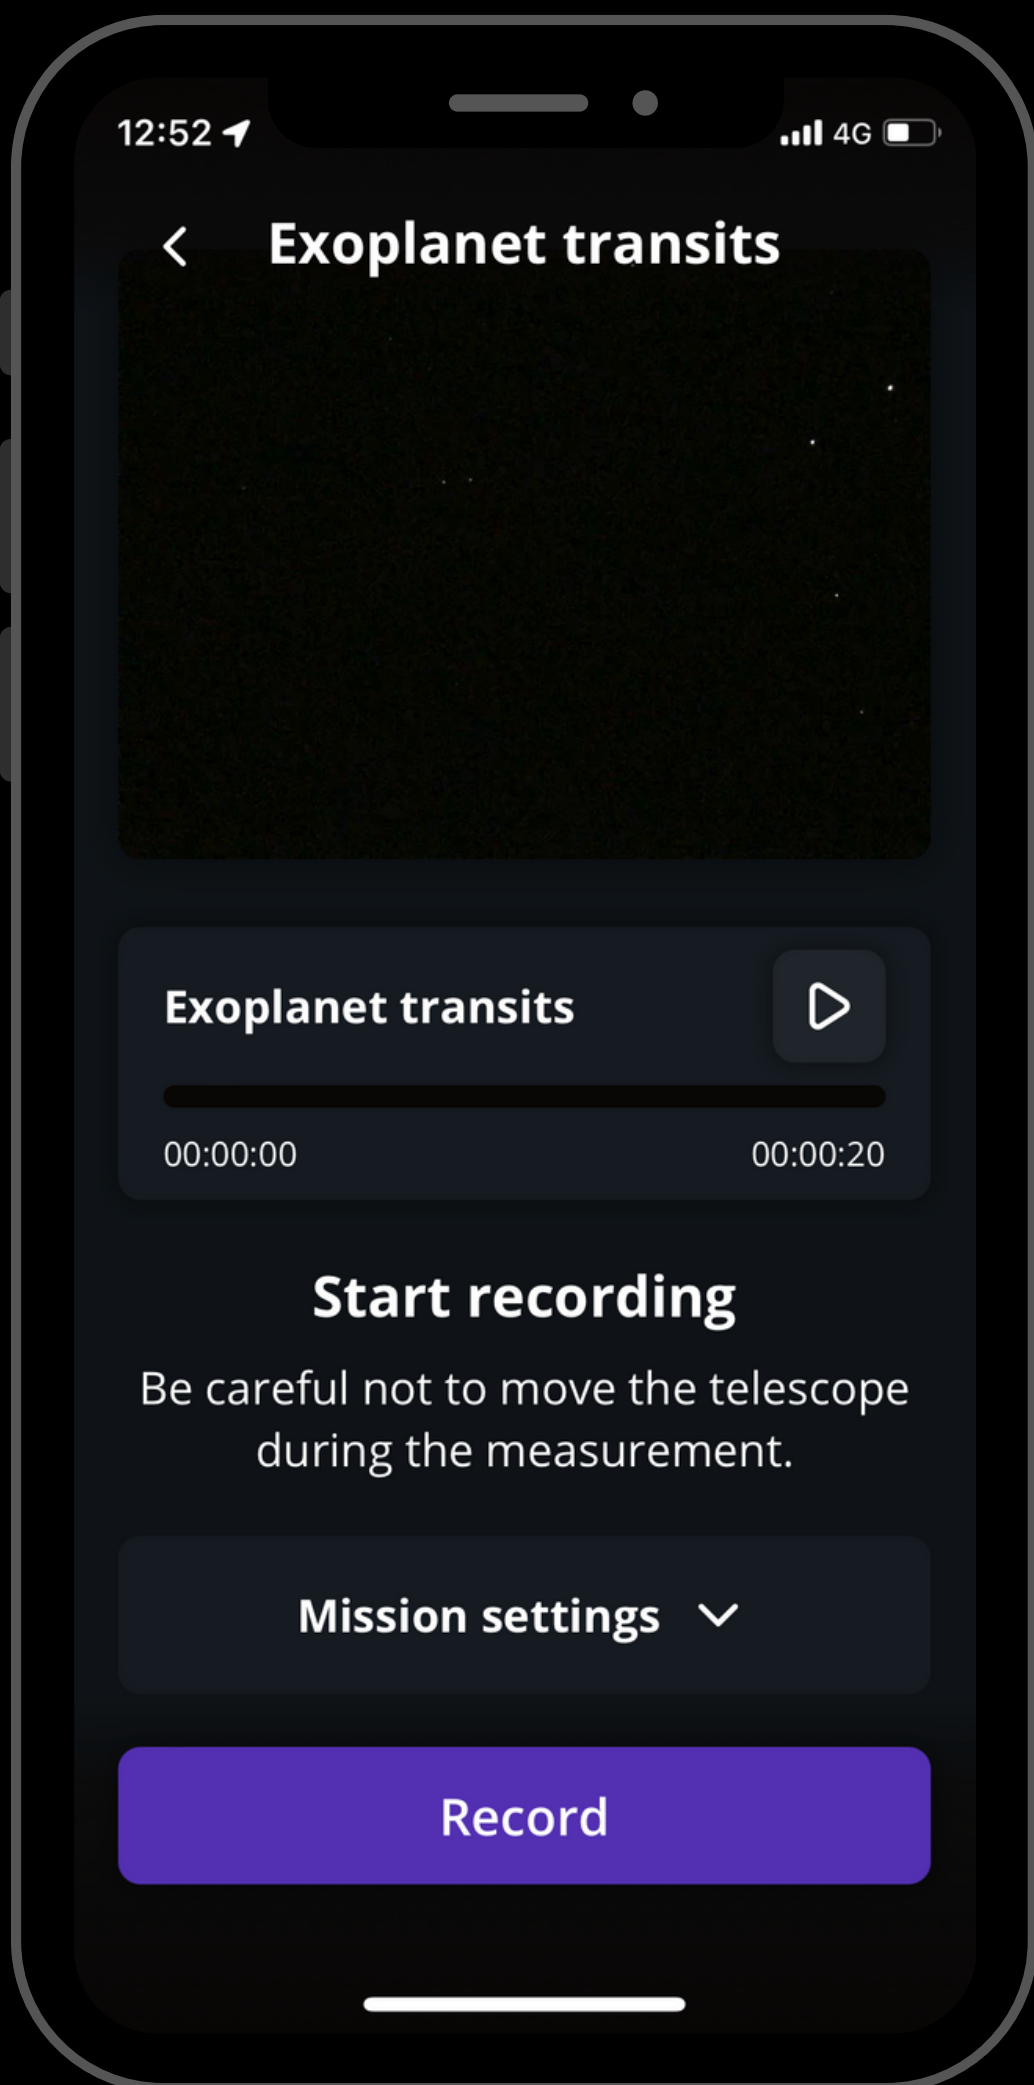 12:52
4G
Exoplanet transits
Exoplanet transits
00:00:00
00:00:20
Start recording
Be careful not to move the telescope
during the measurement.
Mission settings
Record